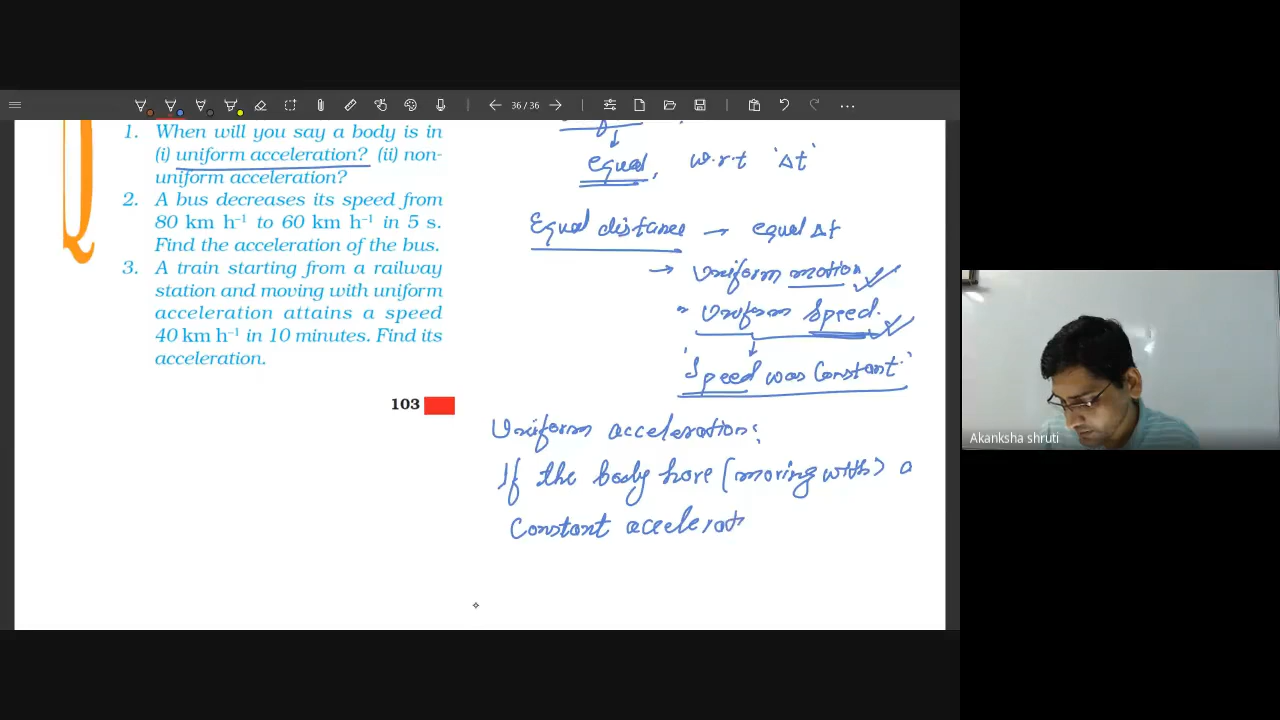 36/36
1. When will you say a body is in
(i) uniform acceleration? (ii) non-
uniform acceleration?
2. A bus decreases its speed from
80 km h⁻¹ to 60 km h⁻¹ in 5 s.
Find the acceleration of the bus.
3. A train starting from a railway
station and moving with uniform
acceleration attains a speed
40 km h⁻¹ in 10 minutes. Find its
acceleration.
103
equal, w.r.t 'Δt'
Equal distance → equal Δt
→ Uniform motion
" Uniform Speed.
'Speed was Constant.'
Uniform acceleration:
If the body have (moving with) a
Constant accelerat
Akanksha shruti